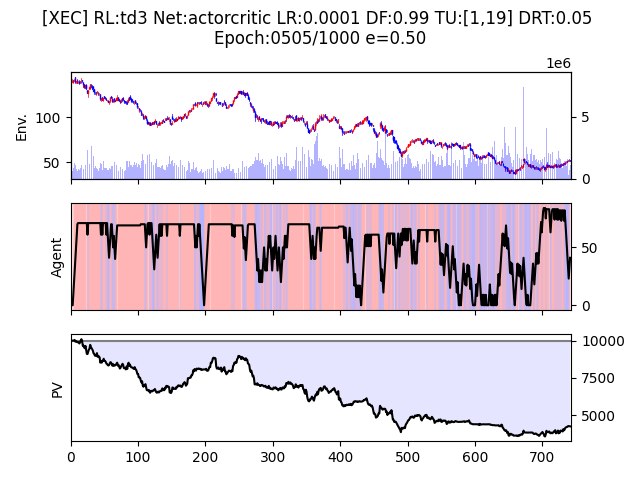 [XEC] RL:td3 Net:actorcritic LR:0.0001 DF:0.99 TU:[1,19] DRT:0.05
Epoch:0505/1000 e=0.50
1e6
Env.
100
50
5
0
Agent
50
0
PV
10000
7500
5000
0 100 200 300 400 500 600 700